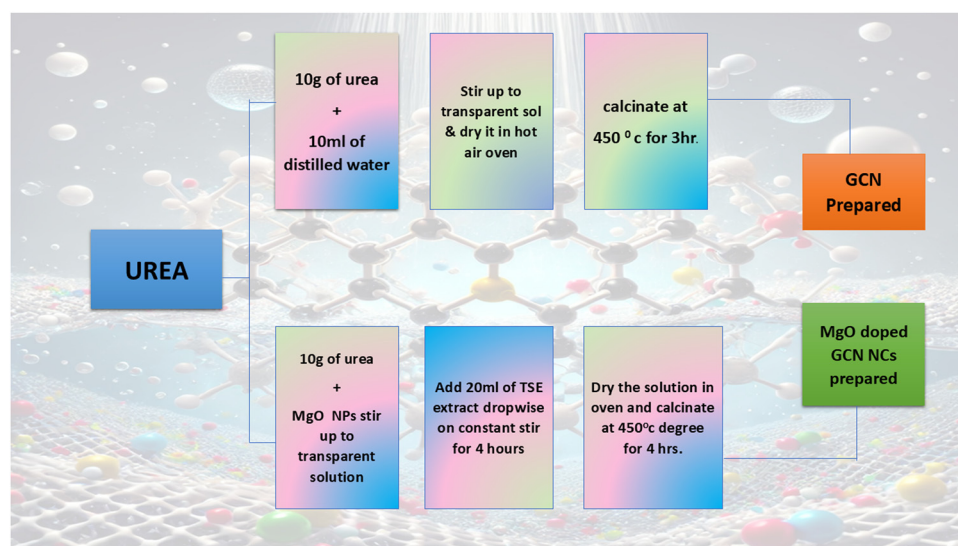 UREA
10g of urea
+
10ml of
distilled water
Stir up to
transparent sol
& dry it in hot
air oven
calcinate at
450 ⁰ c for 3hr.
GCN
Prepared
10g of urea
+
MgO NPs stir
up to
transparent
solution
Add 20ml of TSE
extract dropwise
on constant stir
for 4 hours
Dry the solution in
oven and calcinate
at 450⁰c degree
for 4 hrs.
MgO doped
GCN NCs
prepared